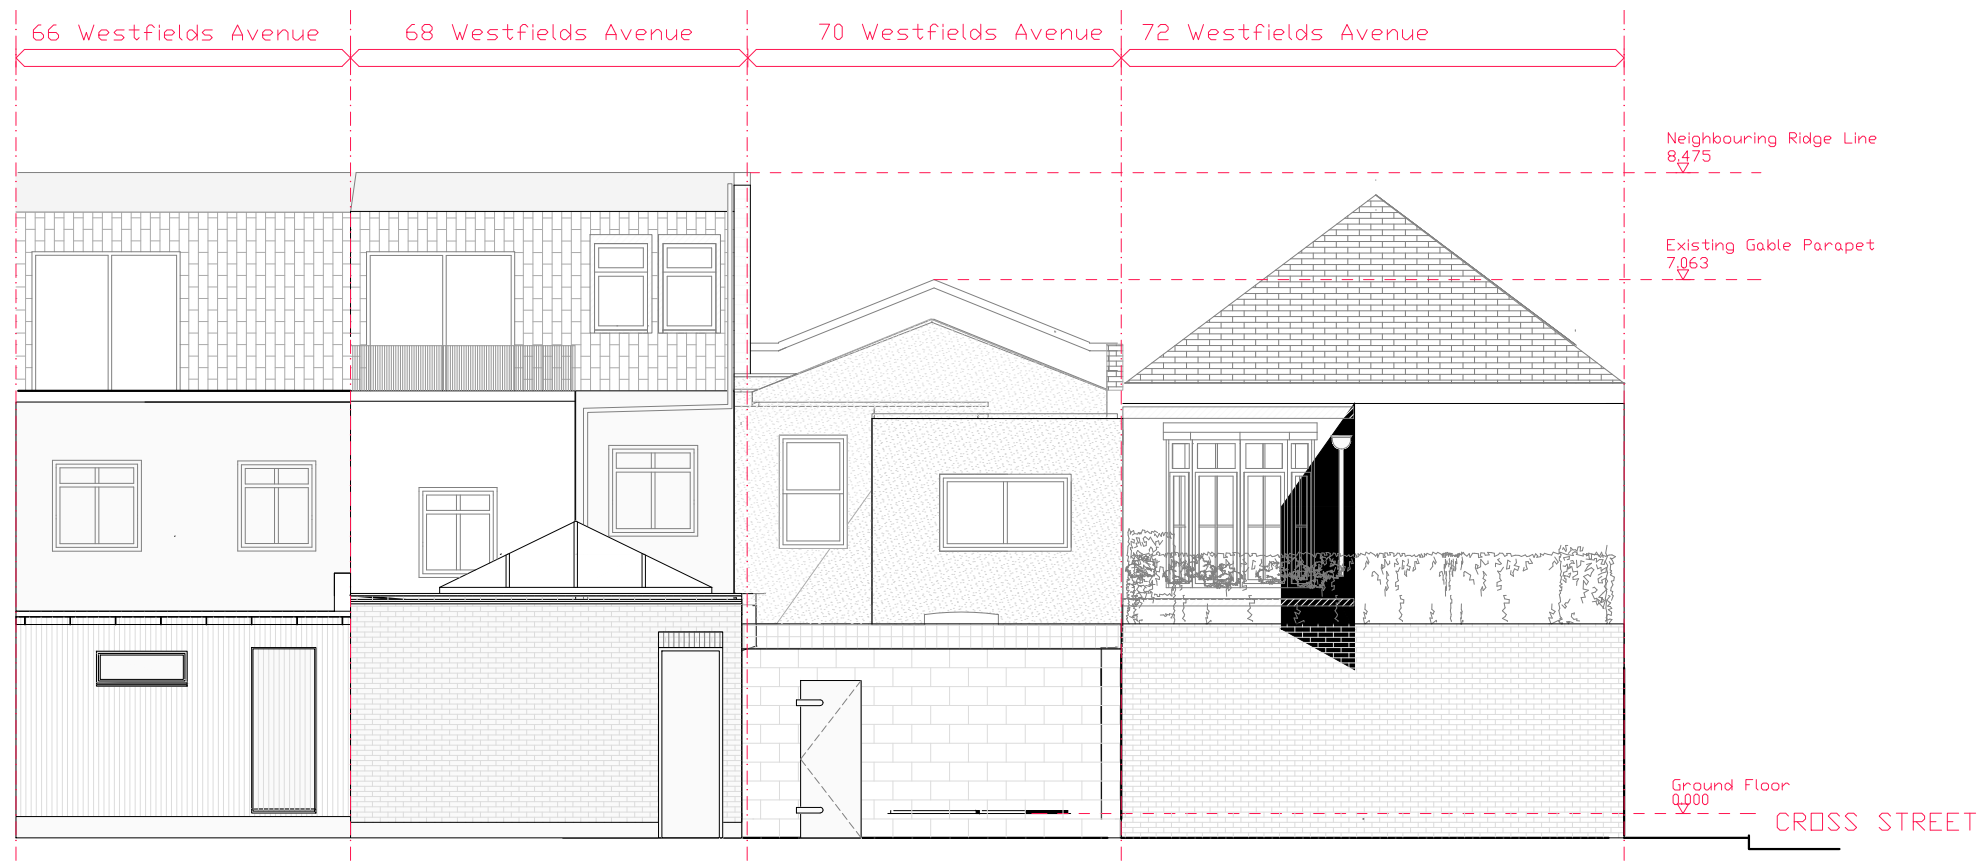 66 Westfields Avenue
68 Westfields Avenue
70 Westfields Avenue
72 Westfields Avenue
Neighbouring Ridge Line
8.475
Existing Gable Parapet
7.063
Ground Floor
0.000
CROSS STREET